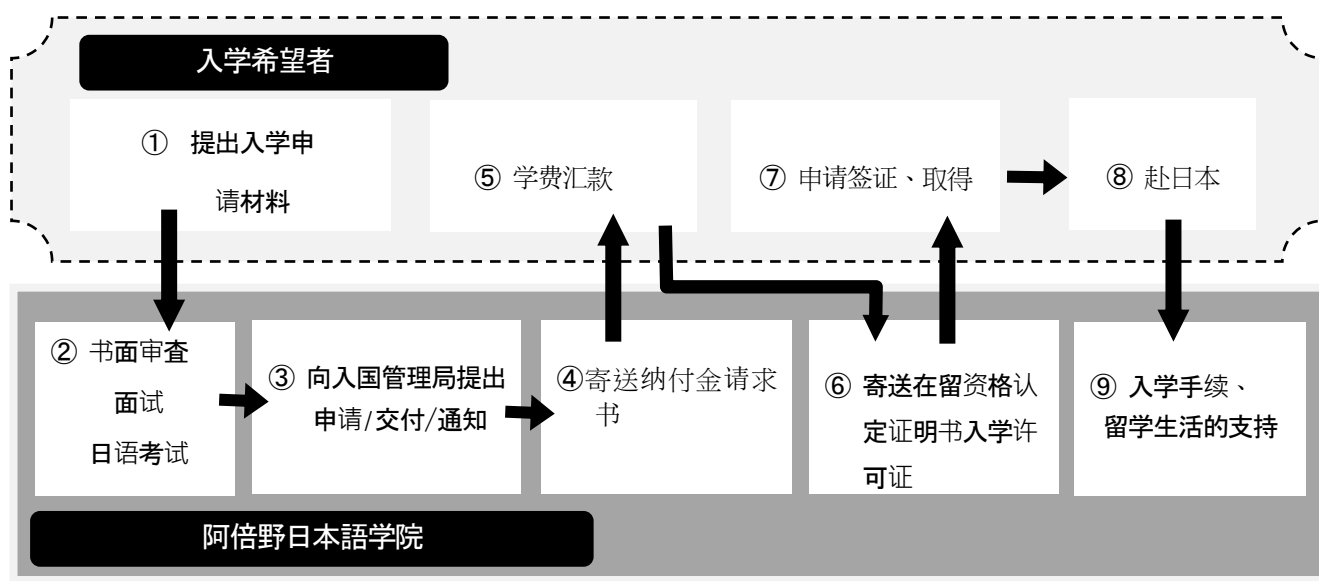 入学希望者
① 提出入学申
请材料
⑤ 学费汇款
⑦ 申请签证、取得
⑧ 赴日本
② 书面审查
面试
日语考试
③ 向入国管理局提出
申请/交付/通知
④寄送纳付金请求
书
⑥ 寄送在留资格认
定证明书入学许
可证
⑨ 入学手续、
留学生活的支持
阿倍野日本語学院